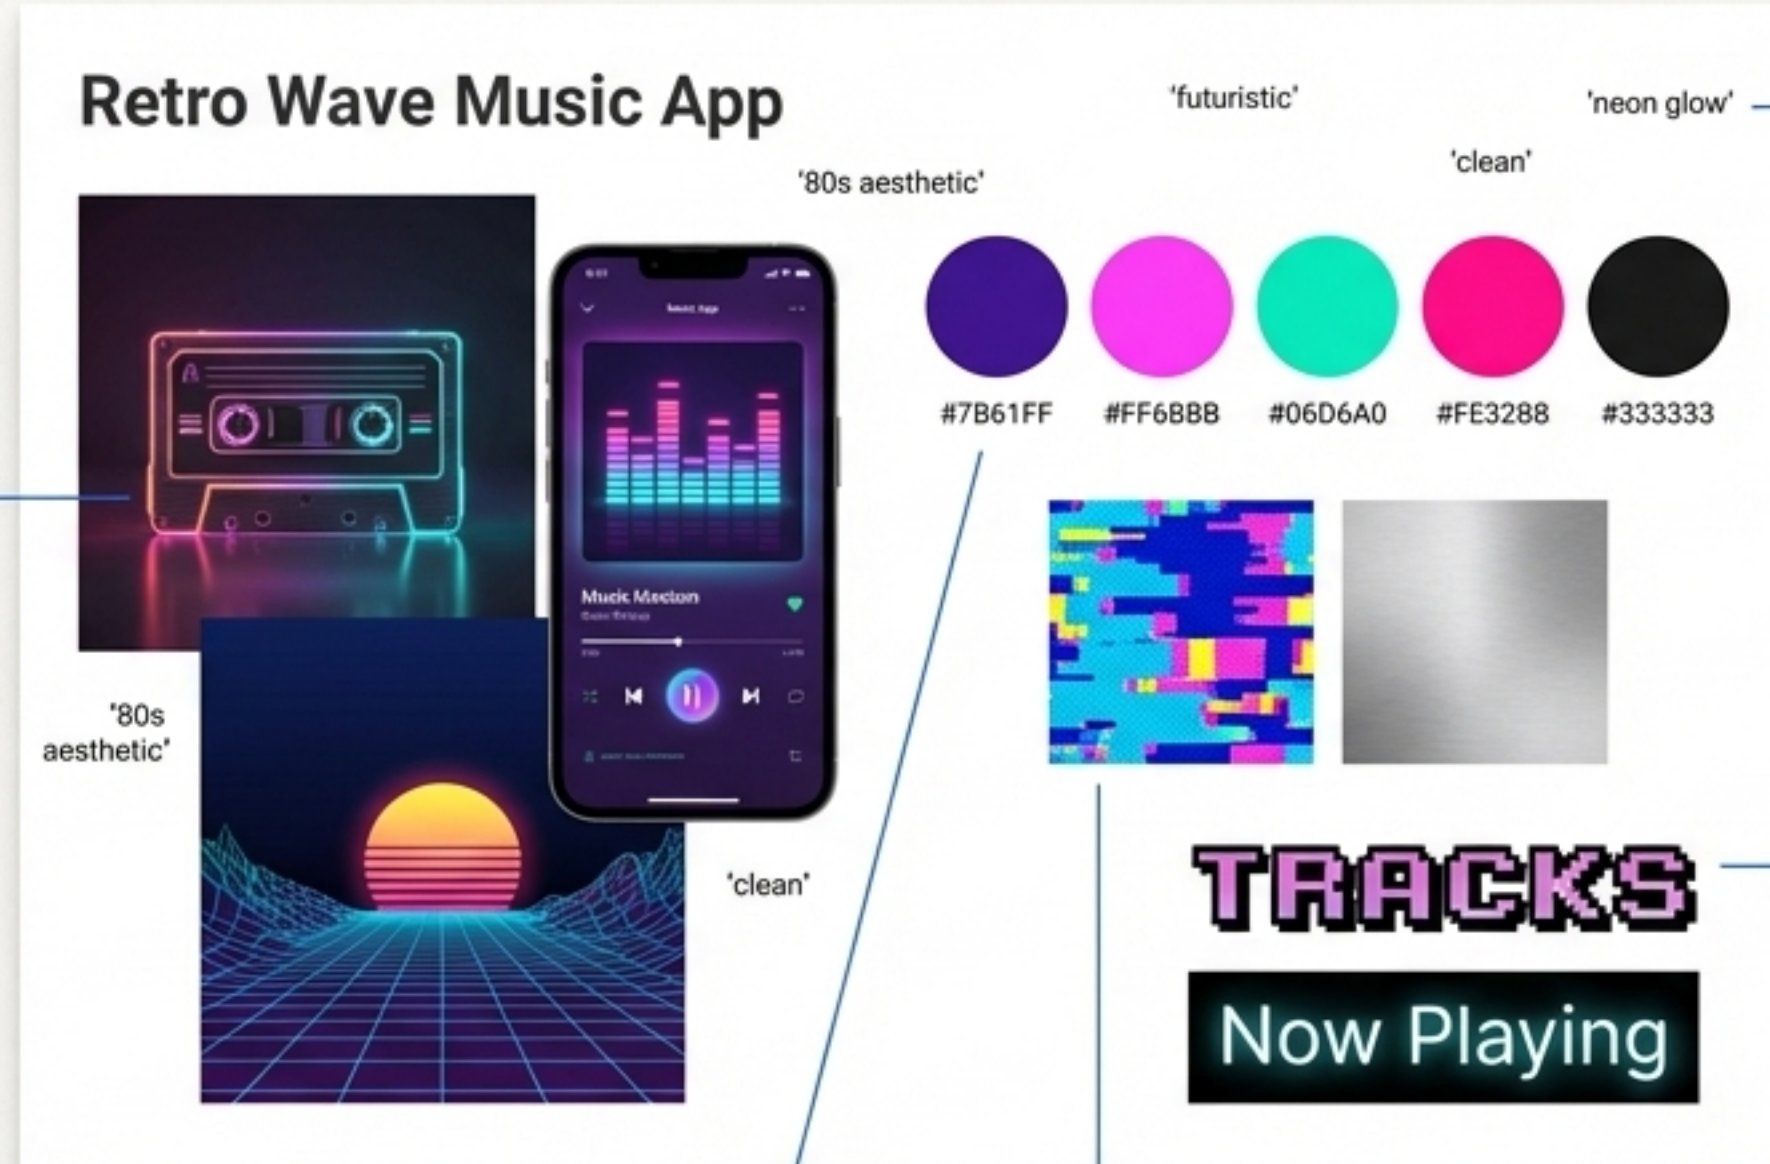 Retro Wave Music App
'futuristic'
'neon glow'
'clean'
'80s aesthetic'
#7B61FF
#FF6BBB
#06D6A0
#FE3288
#333333
'80s
aesthetic'
'clean'
TRACKS
Now Playing